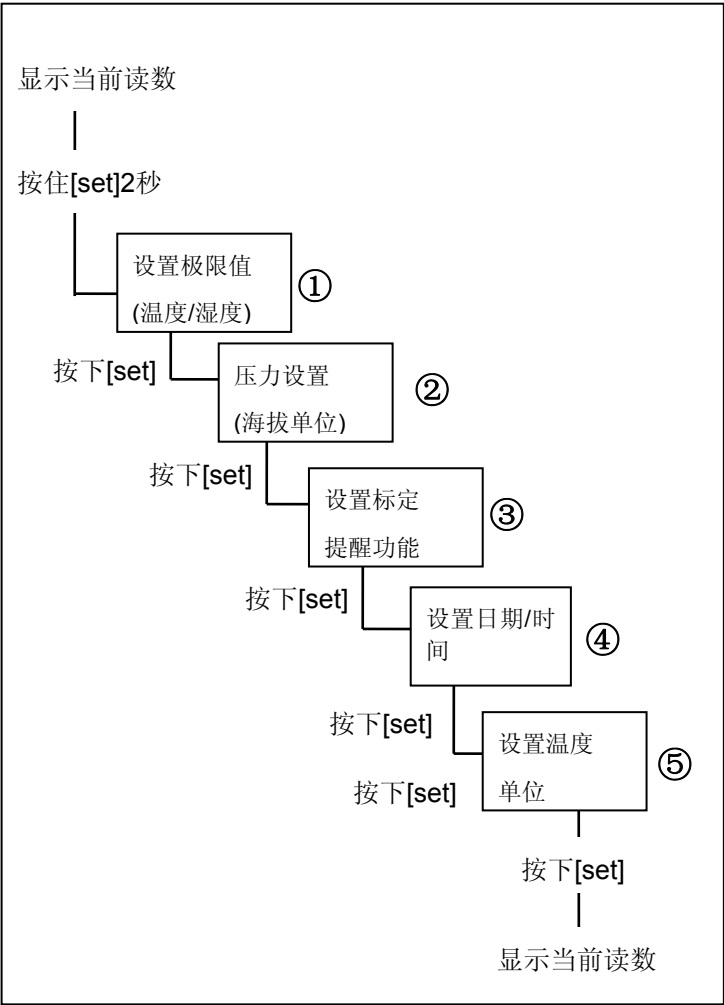 显示当前读数
按住[set]2秒
设置极限值
(温度/湿度)
①
按下[set]
压力设置
(海拔单位)
②
按下[set]
设置标定
提醒功能
③
按下[set]
设置日期/时
间
④
按下[set]
设置温度
单位
⑤
按下[set]
按下[set]
显示当前读数